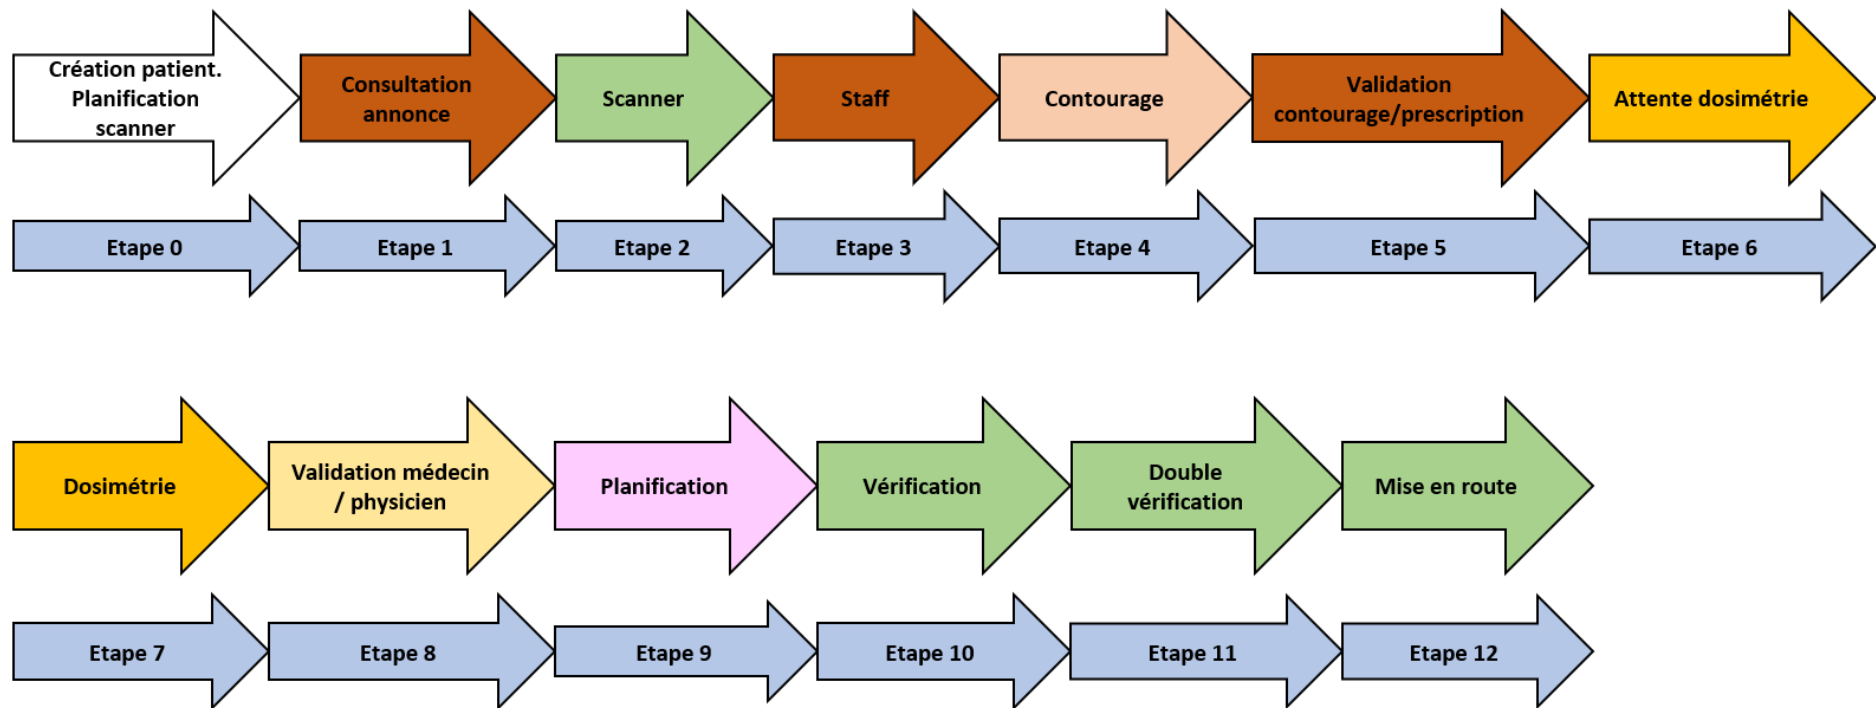 Création patient.
Planification
scanner
Consultation
annonce
Scanner
Staff
Contourage
Validation
contourage/prescription
Attente dosimétrie
Etape 0
Etape 1
Etape 2
Etape 3
Etape 4
Etape 5
Etape 6
Dosimétrie
Validation médecin
/ physicien
Planification
Vérification
Double
vérification
Mise en route
Etape 7
Etape 8
Etape 9
Etape 10
Etape 11
Etape 12